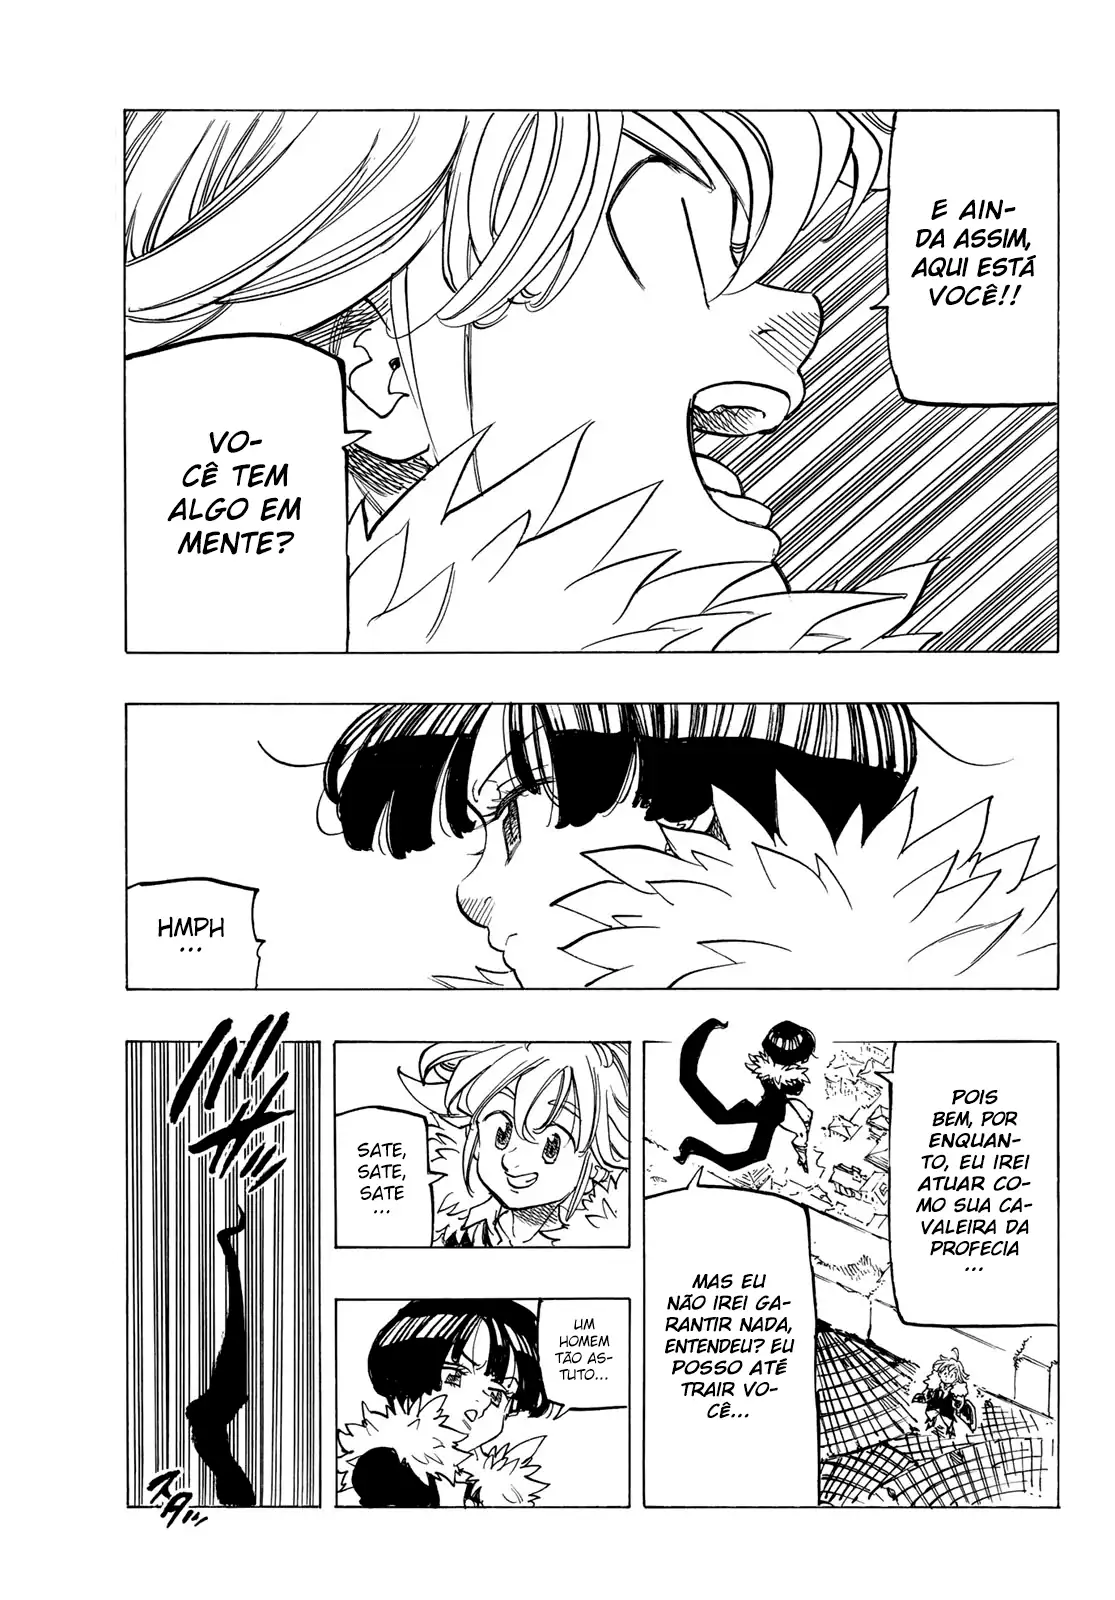 E AIN-
DA ASSIM,
AQUI ESTÁ
VOCÊ!!
VO-
CÊ TEM
ALGO EM
MENTE?
HMPH
...
POIS
BEM, POR
ENQUAN-
TO, EU IREI
ATUAR CO-
MO SUA CA-
VALEIRA DA
PROFECIA
...
MAS EU
NÃO IREI GA-
RANTIR NADA,
ENTENDEU? EU
POSSO ATÉ
TRAIR VO-
CÊ...
SATE,
SATE,
SATE
...
UM
HOMEM
TÃO AS-
TUTO...